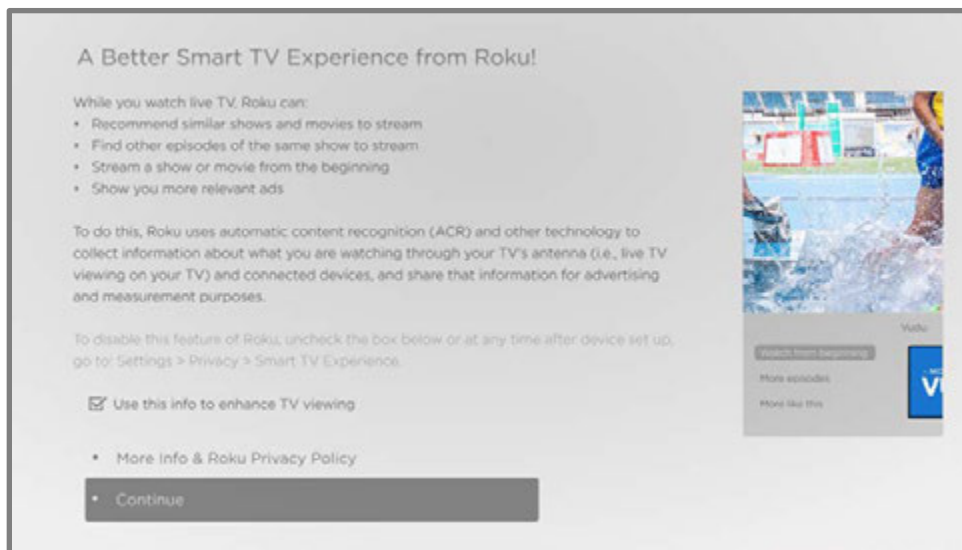 A Better Smart TV Experience from Roku!
While you watch live TV, Roku can:
• Recommend similar shows and movies to stream
• Find other episodes of the same show to stream
• Stream a show or movie from the beginning
• Show you more relevant ads
To do this, Roku uses automatic content recognition (ACR) and other technology to
collect information about what you are watching through your TV's antenna (i.e., live TV
viewing on your TV) and connected devices, and share that information for advertising
and measurement purposes.
To disable this feature of Roku, uncheck the box below or at any time after device set up,
go to: Settings > Privacy > Smart TV Experience.
Use this info to enhance TV viewing
• More Info & Roku Privacy Policy
• Continue
Vudu
Watch from beginning
More episodes
More like this